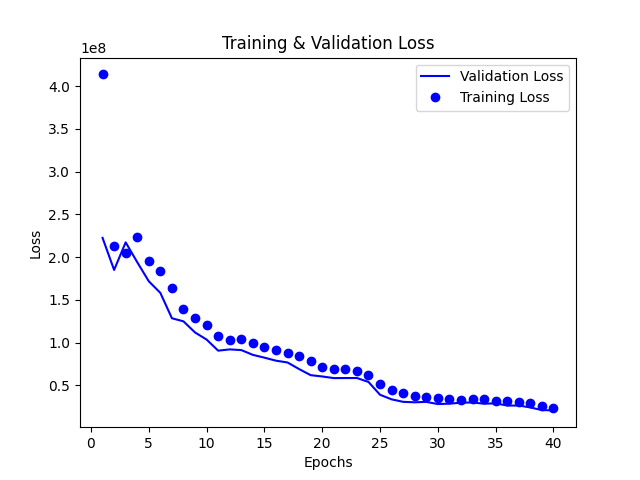 Training & Validation Loss
1e8
Validation Loss
Training Loss
4.0
3.5
3.0
2.5
2.0
1.5
1.0
0.5
Loss
0 5 10 15 20 25 30 35 40
Epochs